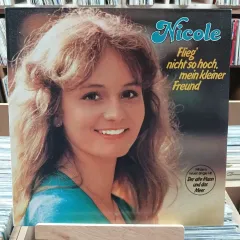 Nicole
Flieg'
nicht so hoch,
mein kleiner
Freund
Der alte Mann
und das
Meer